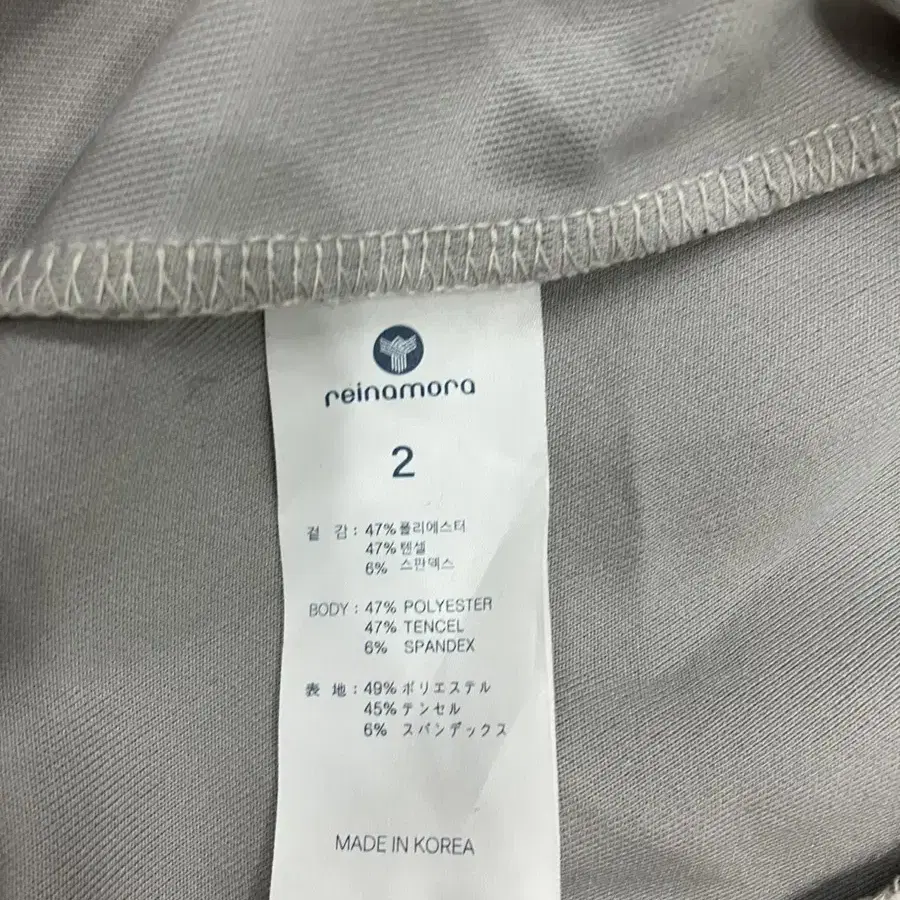 reinamora
2
겉 감 : 47% 폴리에스터
47% 텐셀
6% 스판덱스
BODY : 47% POLYESTER
47% TENCEL
6% SPANDEX
表 地 : 49% ポリエステル
45% テンセル
6% スパンデックス
MADE IN KOREA